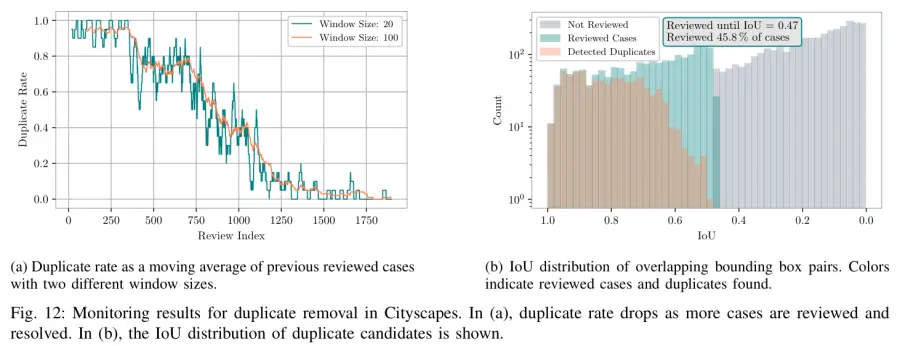 1.0
0.8
0.6
0.4
0.2
0.0
Duplicate Rate
Window Size: 20
Window Size: 100
0 250 500 750 1000 1250 1500 1750
Review Index
Not Reviewed
Reviewed Cases
Detected Duplicates
Reviewed until IoU = 0.47
Reviewed 45.8 % of cases
10²
10¹
10⁰
Count
1.0 0.8 0.6 0.4 0.2 0.0
IoU
(a) Duplicate rate as a moving average of previous reviewed cases
with two different window sizes.
(b) IoU distribution of overlapping bounding box pairs. Colors
indicate reviewed cases and duplicates found.
Fig. 12: Monitoring results for duplicate removal in Cityscapes. In (a), duplicate rate drops as more cases are reviewed and
resolved. In (b), the IoU distribution of duplicate candidates is shown.